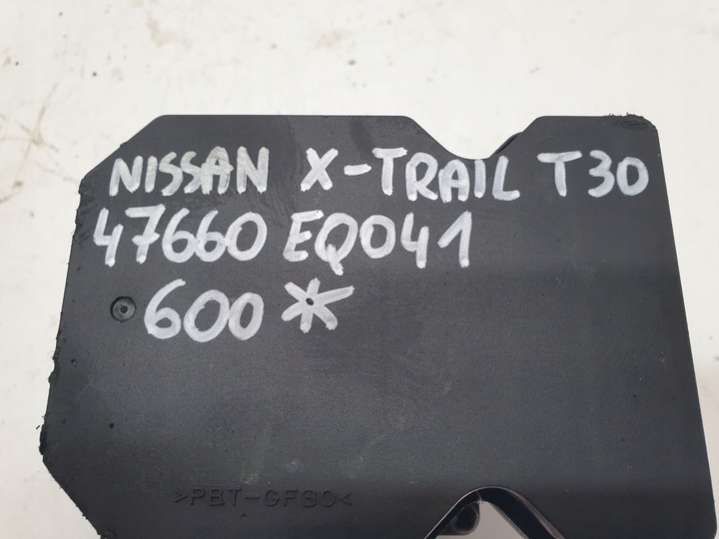 NISSAN X-TRAIL T30
47660 EQ041
600*
>PBT-GF30<